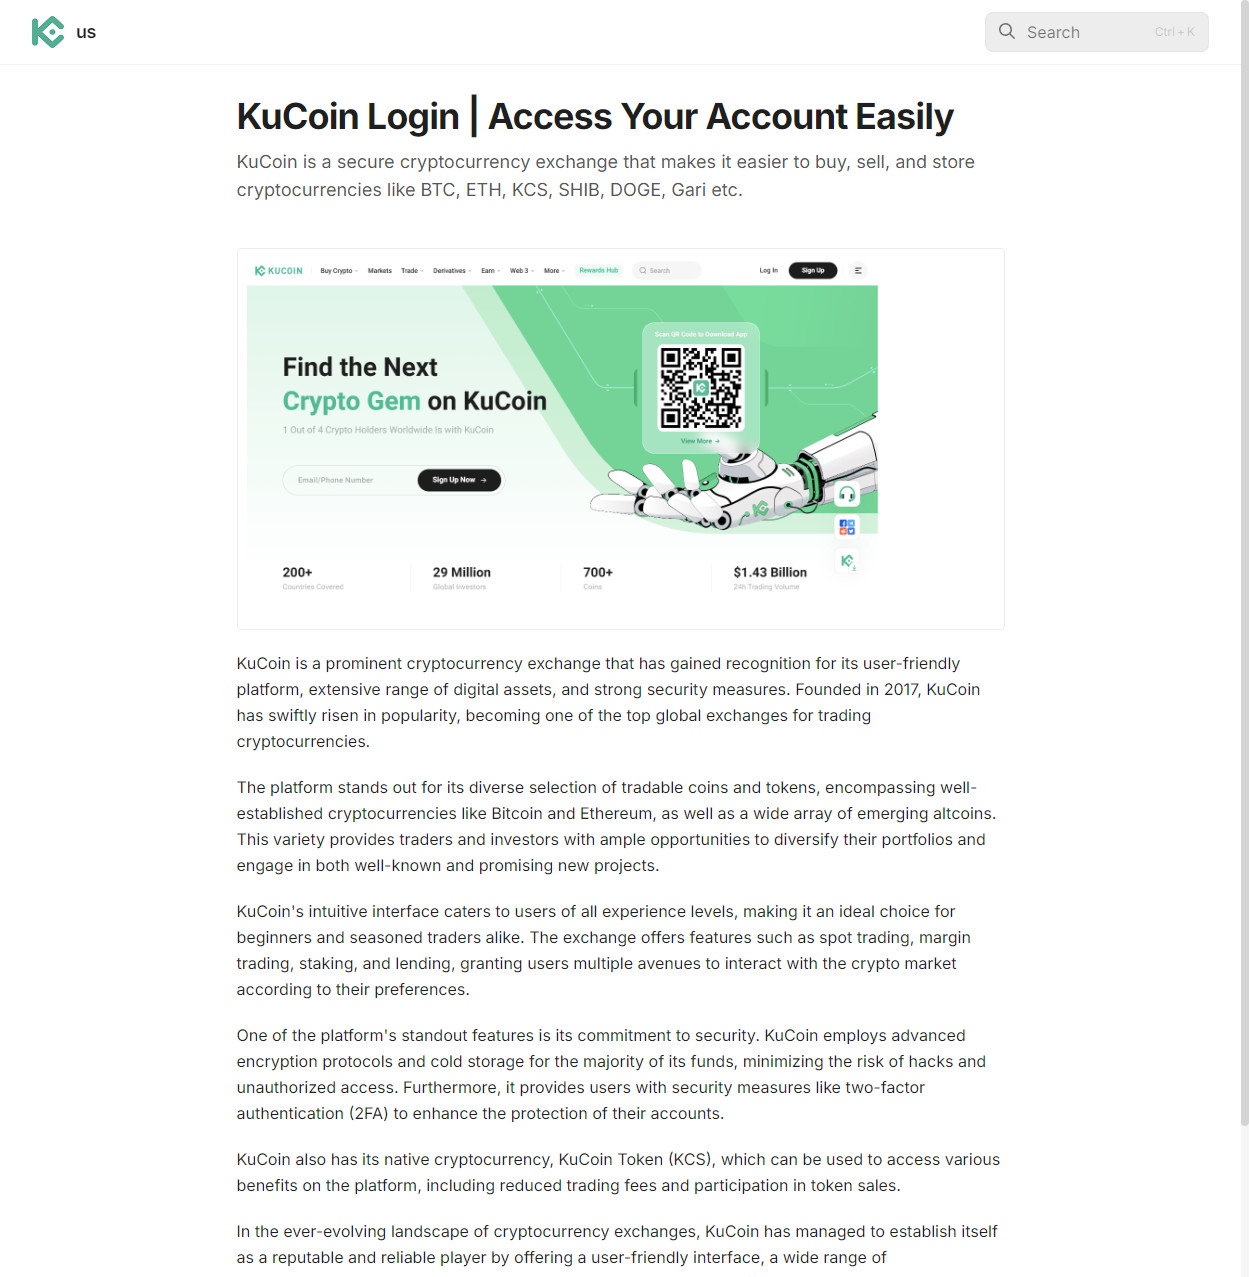 us
Search
Ctrl + K
KuCoin Login | Access Your Account Easily
KuCoin is a secure cryptocurrency exchange that makes it easier to buy, sell, and store
cryptocurrencies like BTC, ETH, KCS, SHIB, DOGE, Gari etc.
KUCOIN
Buy Crypto
Markets
Trade
Derivatives
Earn
Web 3
More
Rewards Hub
Search
Log In
Sign Up
Scan QR Code to Download App
Find the Next
Crypto Gem on KuCoin
1 Out of 4 Crypto Holders Worldwide Is with KuCoin
View More →
Email/Phone Number
Sign Up Now →
200+
Countries Covered
29 Million
Global Investors
700+
Coins
$1.43 Billion
24h Trading Volume
KuCoin is a prominent cryptocurrency exchange that has gained recognition for its user-friendly
platform, extensive range of digital assets, and strong security measures. Founded in 2017, KuCoin
has swiftly risen in popularity, becoming one of the top global exchanges for trading
cryptocurrencies.
The platform stands out for its diverse selection of tradable coins and tokens, encompassing well-
established cryptocurrencies like Bitcoin and Ethereum, as well as a wide array of emerging altcoins.
This variety provides traders and investors with ample opportunities to diversify their portfolios and
engage in both well-known and promising new projects.
KuCoin's intuitive interface caters to users of all experience levels, making it an ideal choice for
beginners and seasoned traders alike. The exchange offers features such as spot trading, margin
trading, staking, and lending, granting users multiple avenues to interact with the crypto market
according to their preferences.
One of the platform's standout features is its commitment to security. KuCoin employs advanced
encryption protocols and cold storage for the majority of its funds, minimizing the risk of hacks and
unauthorized access. Furthermore, it provides users with security measures like two-factor
authentication (2FA) to enhance the protection of their accounts.
KuCoin also has its native cryptocurrency, KuCoin Token (KCS), which can be used to access various
benefits on the platform, including reduced trading fees and participation in token sales.
In the ever-evolving landscape of cryptocurrency exchanges, KuCoin has managed to establish itself
as a reputable and reliable player by offering a user-friendly interface, a wide range of